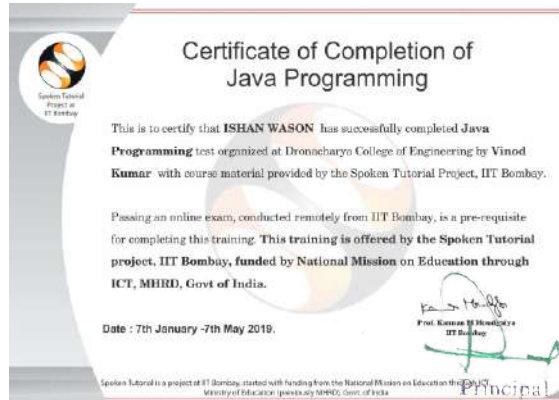 Spoken Tutorial
Project at
IIT Bombay
Certificate of Completion of
Java Programming
This is to certify that ISHAN WASON has successfully completed Java
Programming test organized at Dronacharya College of Engineering by Vinod
Kumar with course material provided by the Spoken Tutorial Project, IIT Bombay.
Passing an online exam, conducted remotely from IIT Bombay, is a pre-requisite
for completing this training. This training is offered by the Spoken Tutorial
project, IIT Bombay, funded by National Mission on Education through
ICT, MHRD, Govt of India.
Prof. Kannan M Moudgalya
IIT Bombay
Date : 7th January -7th May 2019.
Principal
Spoken Tutorial is a project at IIT Bombay, started with funding from the National Mission on Education through ICT,
Ministry of Education (previously MHRD), Govt. of India